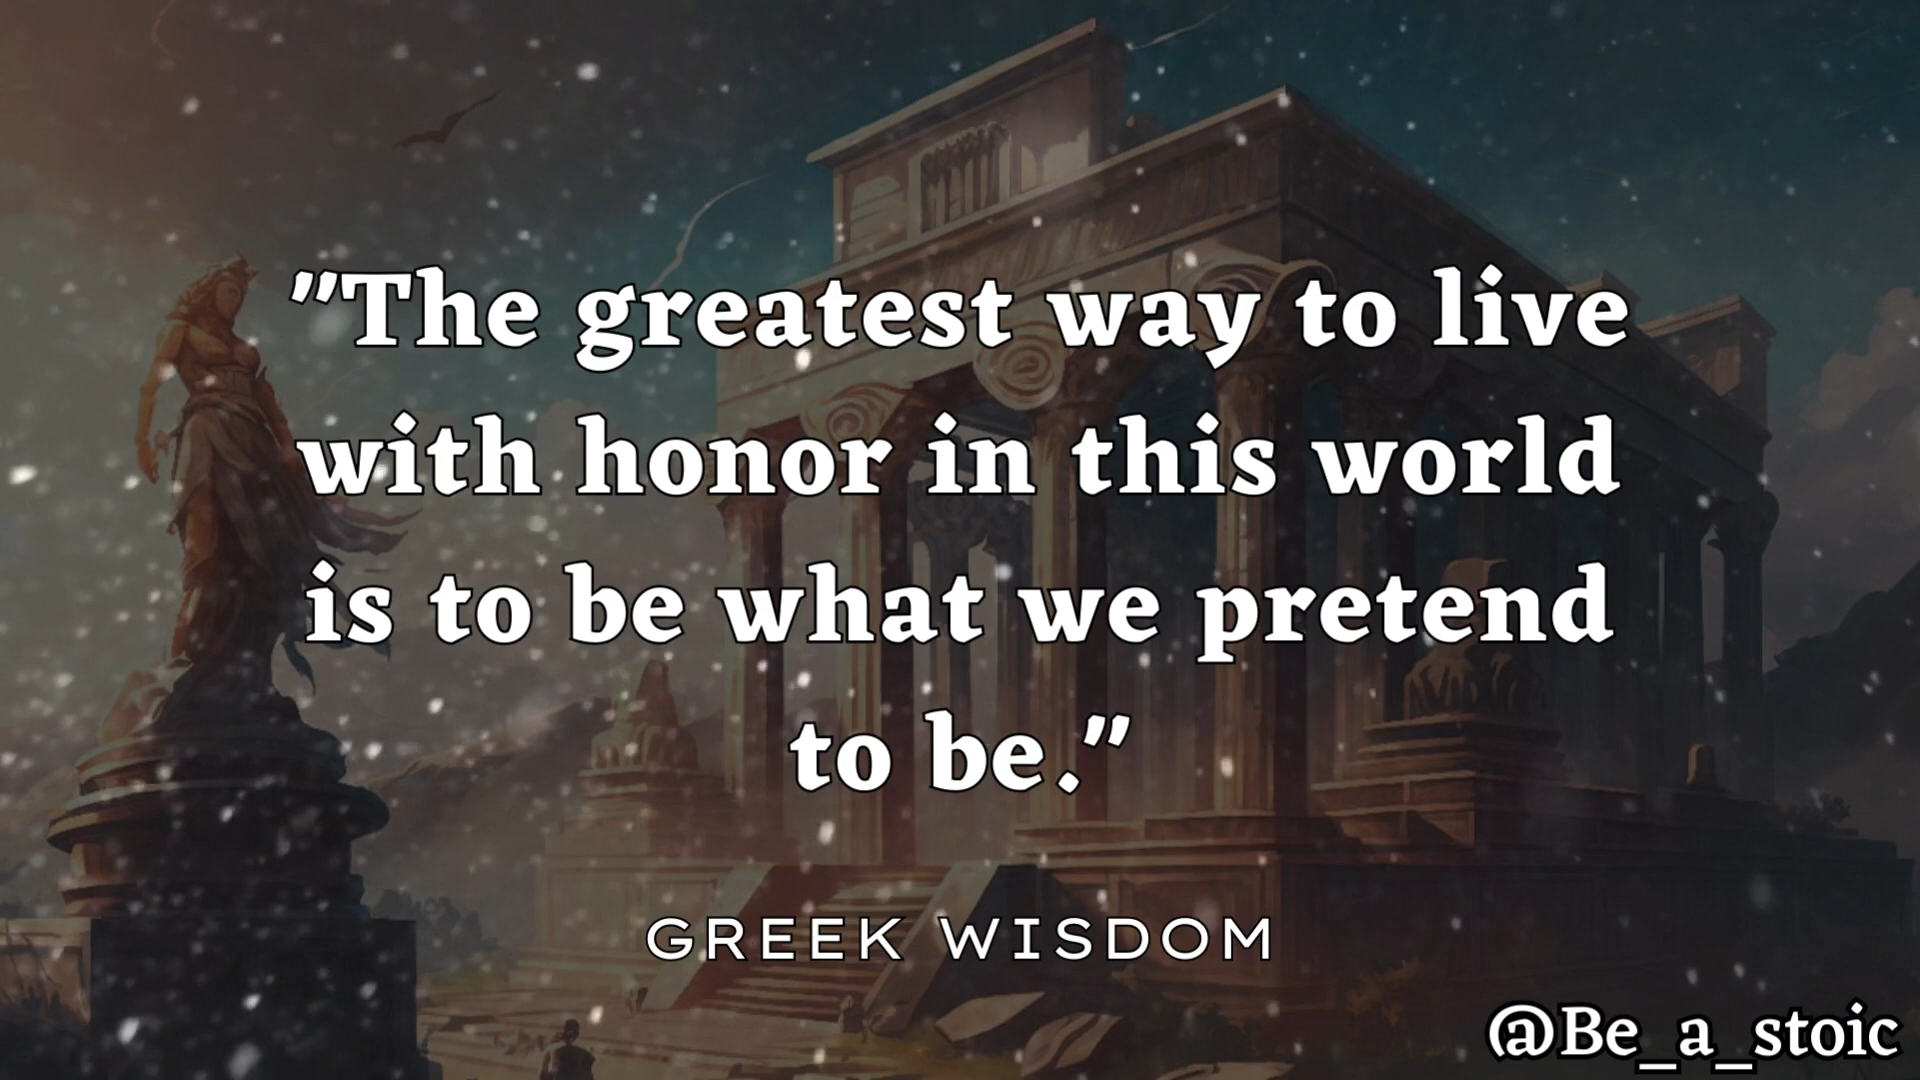 "The greatest way to live
with honor in this world
is to be what we pretend
to be."
GREEK WISDOM
@Be_a_stoic